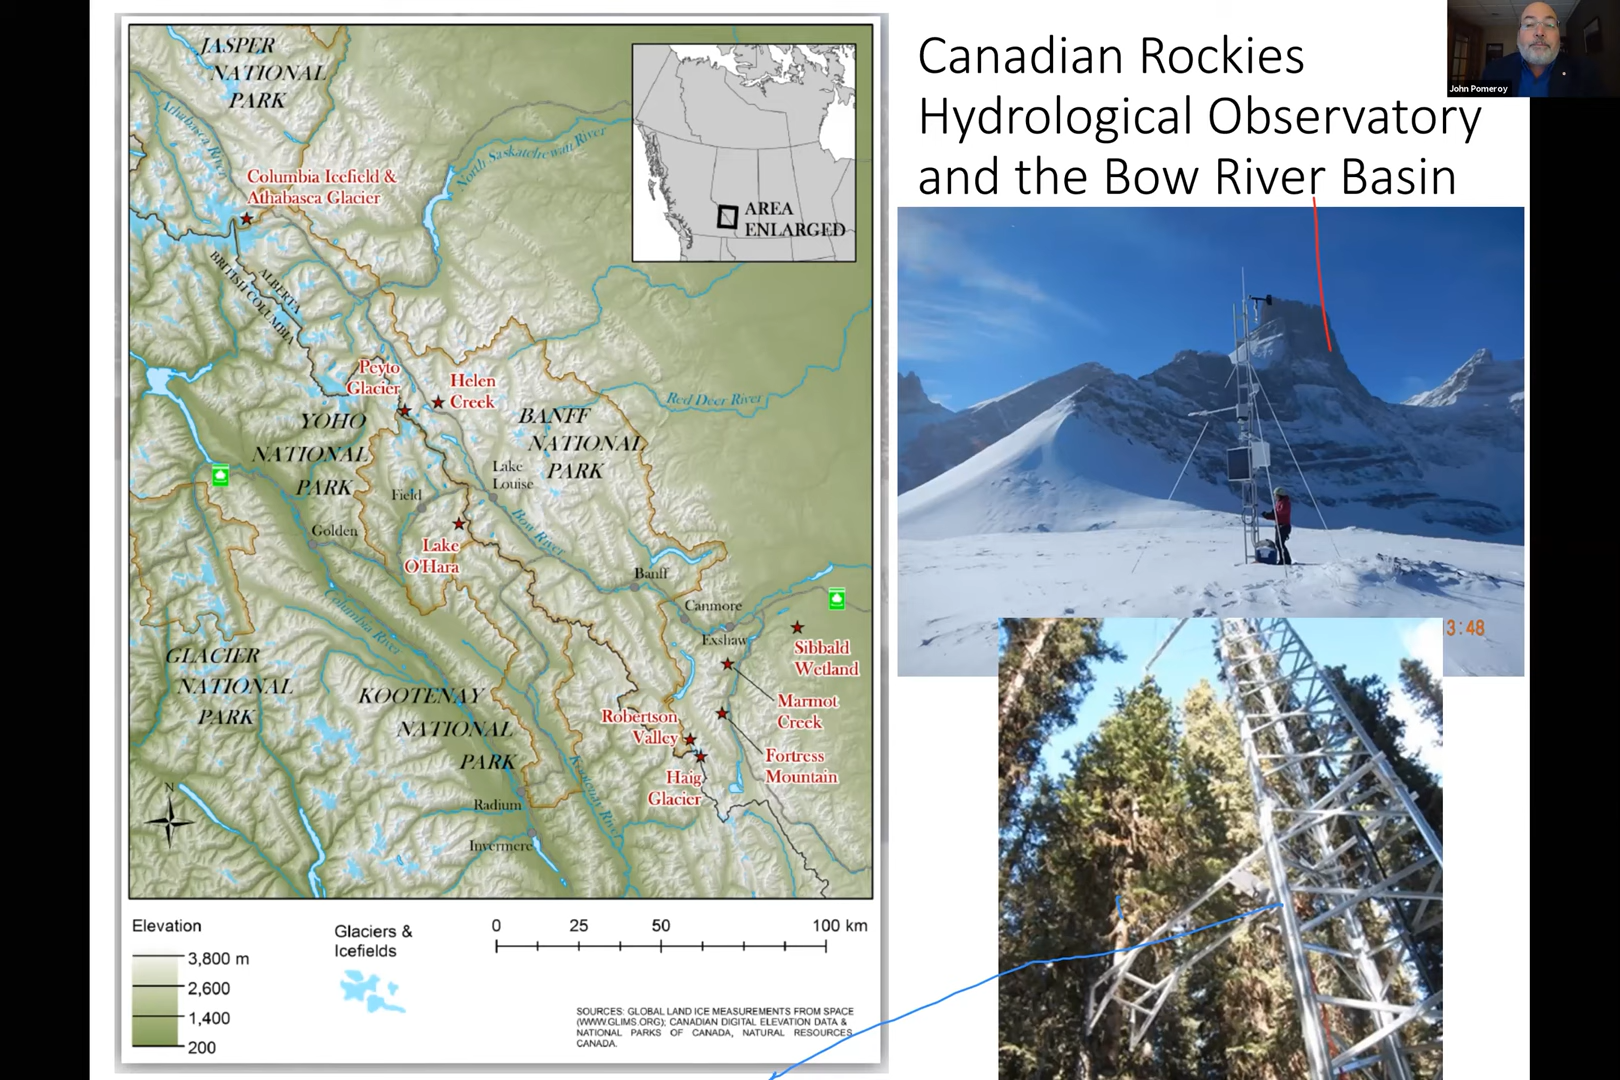 Canadian Rockies
Hydrological Observatory
and the Bow River Basin
John Pomeroy
JASPER
NATIONAL
PARK
Athabasca River
Columbia Icefield &
Athabasca Glacier
North Saskatchewan River
AREA
ENLARGED
ALBERTA
BRITISH COLUMBIA
Peyto
Glacier
Helen
Creek
Red Deer River
YOHO
NATIONAL
PARK
BANFF
NATIONAL
PARK
Lake
Louise
Field
Golden
Bow River
Lake
O'Hara
Banff
Canmore
Exshaw
Sibbald
Wetland
Columbia River
GLACIER
NATIONAL
PARK
KOOTENAY
NATIONAL
PARK
Marmot
Creek
Robertson
Valley
Fortress
Mountain
Haig
Glacier
Kootenay River
N
Radium
Invermere
Elevation
3,800 m
2,600
1,400
200
Glaciers &
Icefields
0 25 50 100 km
SOURCES: GLOBAL LAND ICE MEASUREMENTS FROM SPACE
(WWW.GLIMS.ORG); CANADIAN DIGITAL ELEVATION DATA &
NATIONAL PARKS OF CANADA, NATURAL RESOURCES
CANADA.
3:48